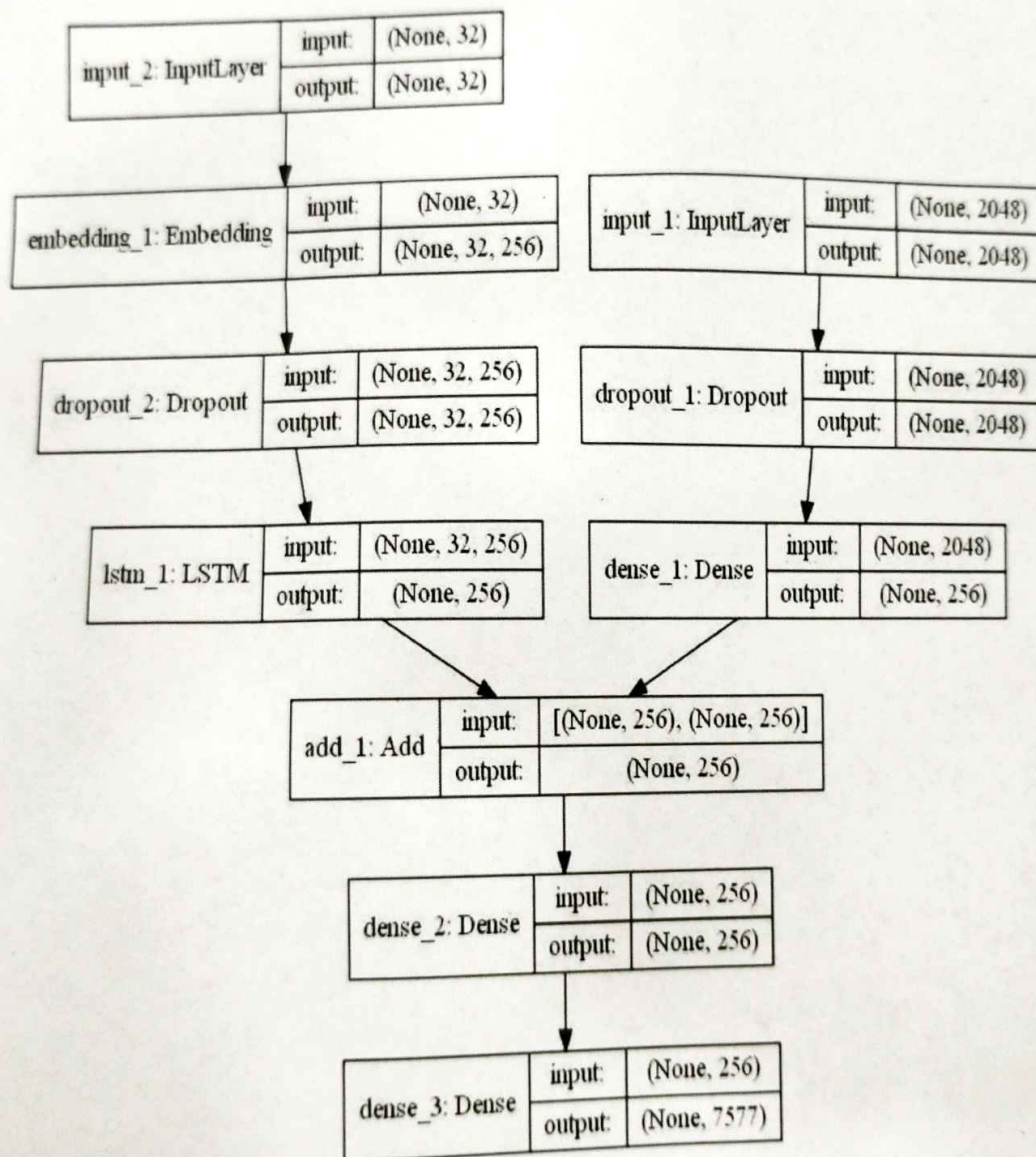 input_2: InputLayer
input: (None, 32)
output: (None, 32)
embedding_1: Embedding
input: (None, 32)
output: (None, 32, 256)
input_1: InputLayer
input: (None, 2048)
output: (None, 2048)
dropout_2: Dropout
input: (None, 32, 256)
output: (None, 32, 256)
dropout_1: Dropout
input: (None, 2048)
output: (None, 2048)
lstm_1: LSTM
input: (None, 32, 256)
output: (None, 256)
dense_1: Dense
input: (None, 2048)
output: (None, 256)
add_1: Add
input: [(None, 256), (None, 256)]
output: (None, 256)
dense_2: Dense
input: (None, 256)
output: (None, 256)
dense_3: Dense
input: (None, 256)
output: (None, 7577)